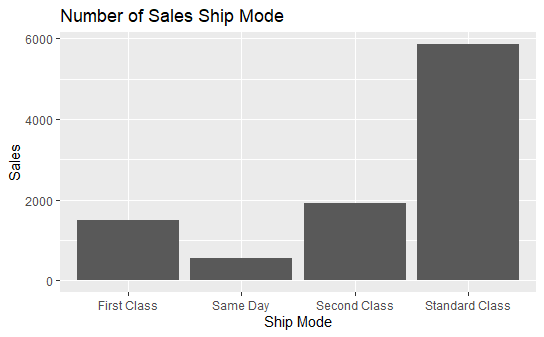 Number of Sales Ship Mode
6000
4000
2000
0
Sales
First Class Same Day Second Class Standard Class
Ship Mode